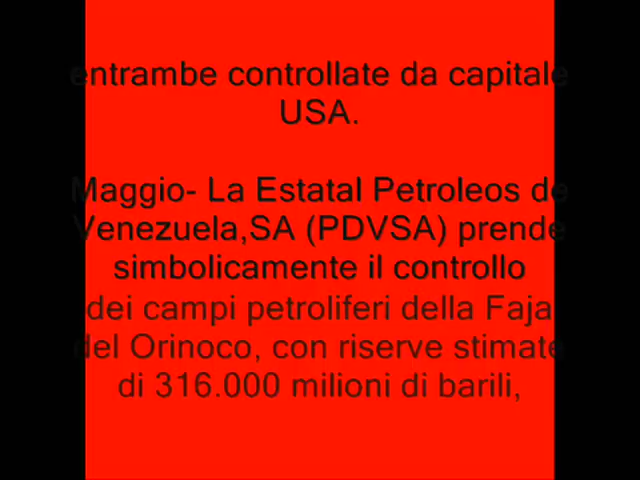 entrambe controllate da capitale
USA.
Maggio- La Estatal Petroleos de
Venezuela,SA (PDVSA) prende
simbolicamente il controllo
dei campi petroliferi della Faja
del Orinoco, con riserve stimate
di 316.000 milioni di barili,